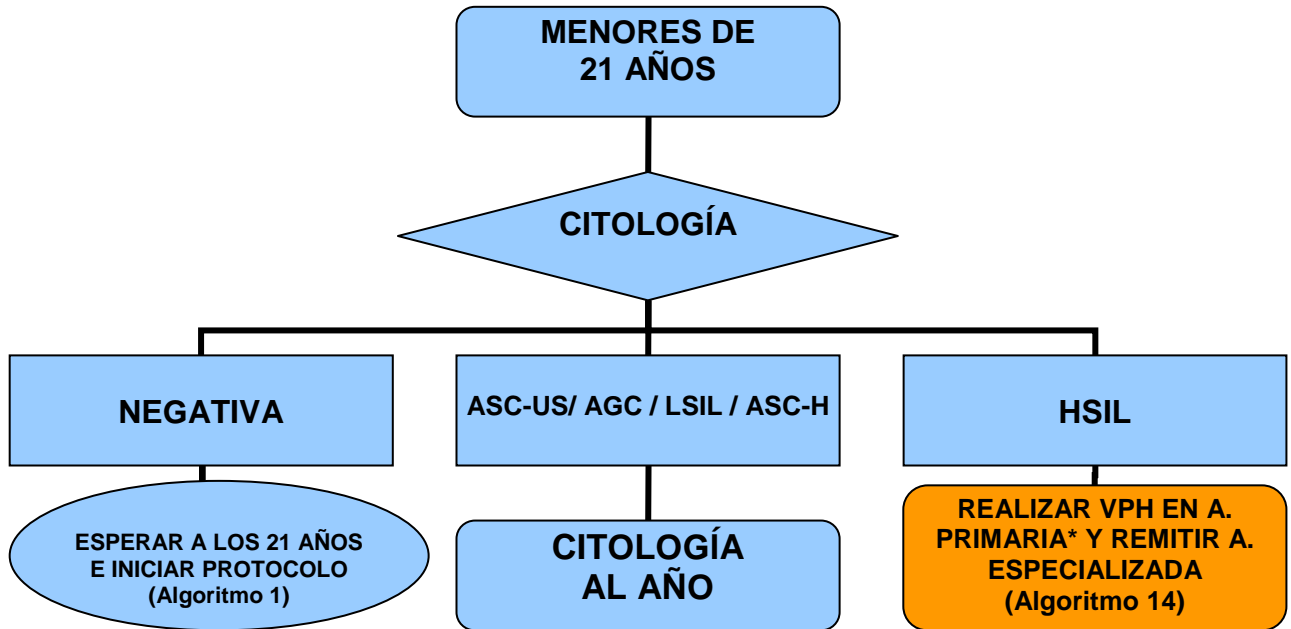 MENORES DE
21 AÑOS
CITOLOGÍA
NEGATIVA
ASC-US/ AGC / LSIL / ASC-H
HSIL
ESPERAR A LOS 21 AÑOS
E INICIAR PROTOCOLO
(Algoritmo 1)
CITOLOGÍA
AL AÑO
REALIZAR VPH EN A.
PRIMARIA* Y REMITIR A.
ESPECIALIZADA
(Algoritmo 14)